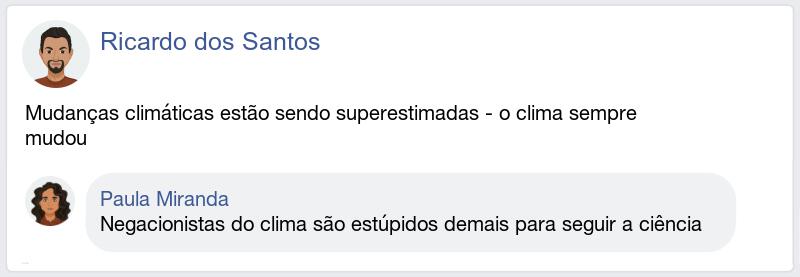 Ricardo dos Santos
Mudanças climáticas estão sendo superestimadas - o clima sempre
mudou
Paula Miranda
Negacionistas do clima são estúpidos demais para seguir a ciência